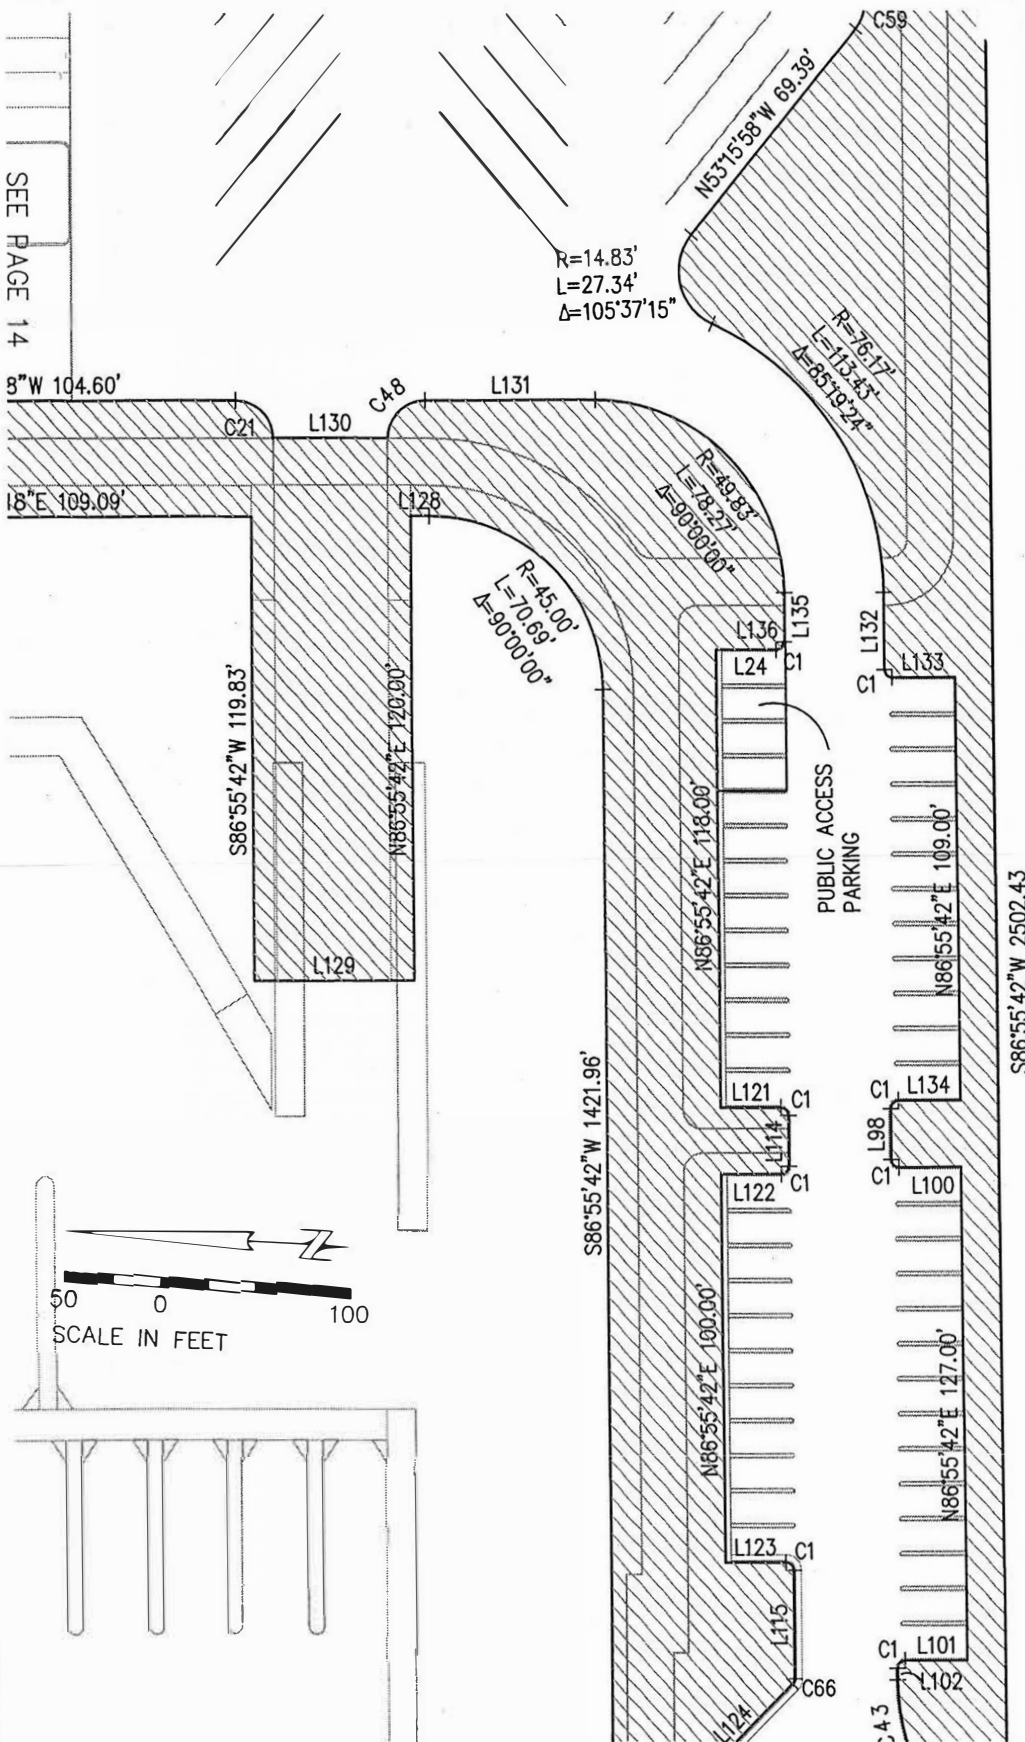 C59
N53°15'58"W 69.39'
SEE PAGE 14
R=14.83'
L=27.34'
Δ=105°37'15"
R=76.17'
L=113.43'
Δ=85°19'24"
8"W 104.60'
C21
L130
C48
L131
18"E 109.09'
L128
R=49.83'
L=78.27'
Δ=90°00'00"
R=45.00'
L=70.69'
Δ=90°00'00"
L135
L136
C1
L24
L132
L133
C1
S86°55'42"W 119.83'
N86°55'42"E 120.00'
N86°55'42"E 118.00'
PUBLIC ACCESS
PARKING
N86°55'42"E 109.00'
S86°55'42"W 2502.43
L129
S86°55'42"W 1421.96'
L121
C1
C1
L134
L114
L98
L122
C1
C1
L100
50
0
100
SCALE IN FEET
N86°55'42"E 100.00'
N86°55'42"E 127.00'
L123
C1
L115
C1
L101
L102
C66
L124
C43